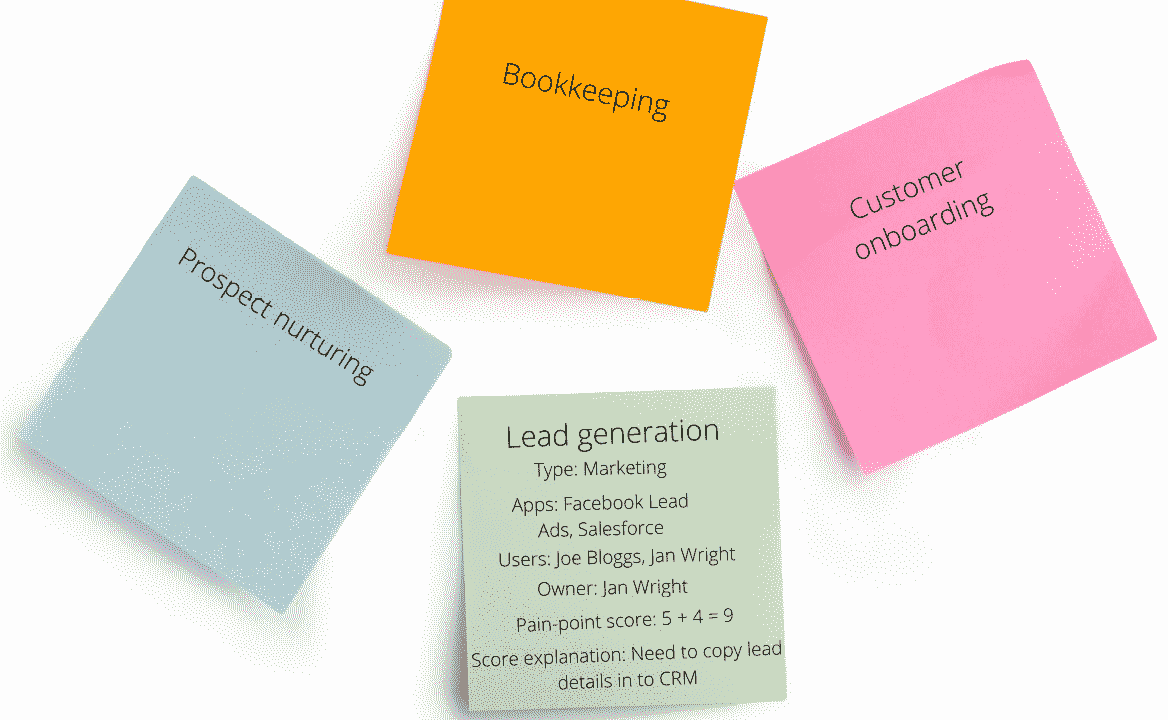 Bookkeeping
Customer
onboarding
Prospect nurturing
Lead generation
Type: Marketing
Apps: Facebook Lead
Ads, Salesforce
Users: Joe Bloggs, Jan Wright
Owner: Jan Wright
Pain-point score: 5 + 4 = 9
Score explanation: Need to copy lead
details in to CRM